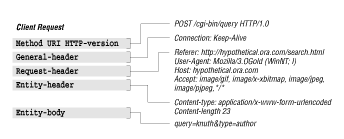 Client Request
POST /cgi-bin/query HTTP/1.0
Method URI HTTP-version
Connection: Keep-Alive
General-header
Referer: http://hypothetical.ora.com/search.html
User-Agent: Mozilla/3.0Gold (WinNT; I)
Host: hypothetical.ora.com
Accept: image/gif, image/x-xbitmap, image/jpeg,
image/pjpeg,*/*
Request-header
Entity-header
Content-type: application/x-www-form-urlencoded
Content-length 23
Entity-body
query=knuth&type=author